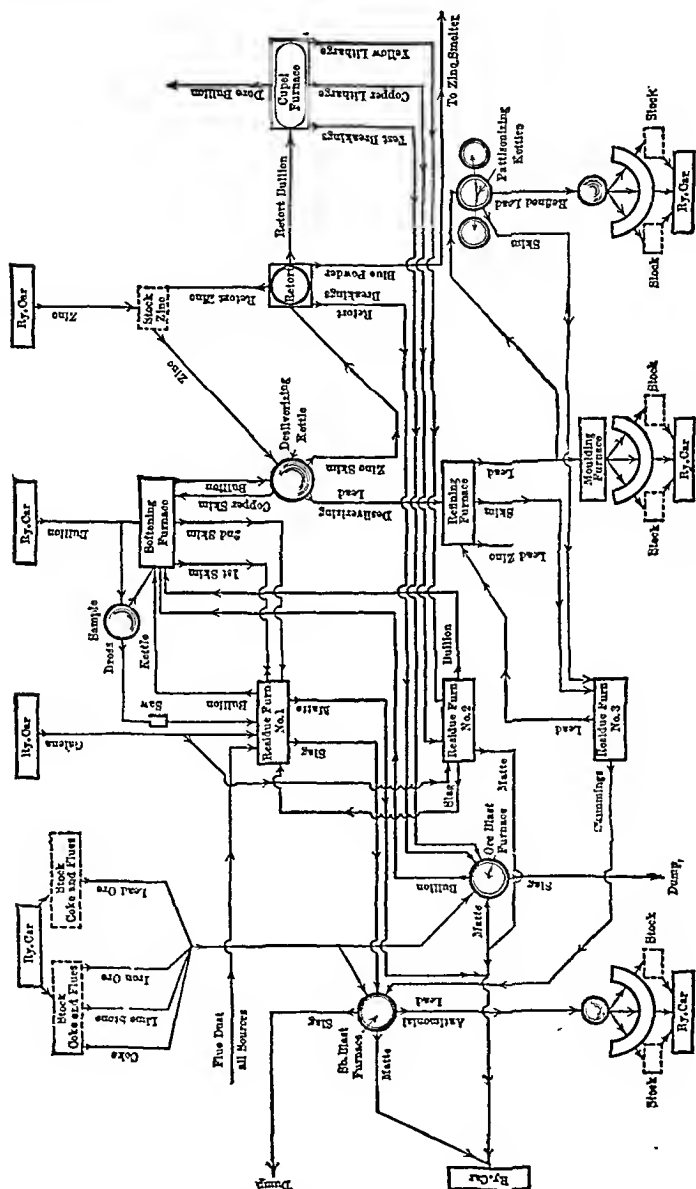 To Zinc Smelter
Yellow Litharge
Copper Litharge
Test Breakings
Cupel
Furnace
Dore Bullion
Retort Bullion
Pattisonizing
Kettles
Refined Lead
Skim
Stock
Stock
Ry. Car
Ry. Car
Zinc
Stock
Zinc
Retort Zinc
Retort
Blue Powder
Retort
Breakings
Zinc
Desilverizing
Kettle
Zinc Skim
Ry. Car
Bullion
Softening
Furnace
Bullion
Copper Skim
2nd Skim
1st Skim
Lead
Desilverizing
Refining
Furnace
Lead
Skim
Lead Zinc
Moulding
Furnace
Stock
Stock
Ry. Car
Sample
Kettle
Dross
Saw
Ry. Car
Galena
Bullion
Residue Furn
No.1
Matte
Slag
Bullion
Residue Furn
No.2
Slag
Matte
Lead
Residue Furn
No.3
Skimmings
Ry. Car
Stock
Coke and Flues
Stock
Coke and Flues
Lead Ore
Iron Ore
Lime Stone
Coke
Flue Dust
all Sources
Ore Blast
Furnace
Bullion
Slag
Matte
Dump,
Sb. Blast
Furnace
Slag
Matte
Lead
Antimonial
Dump
Stock
Stock
Ry. Car
Ry. Car